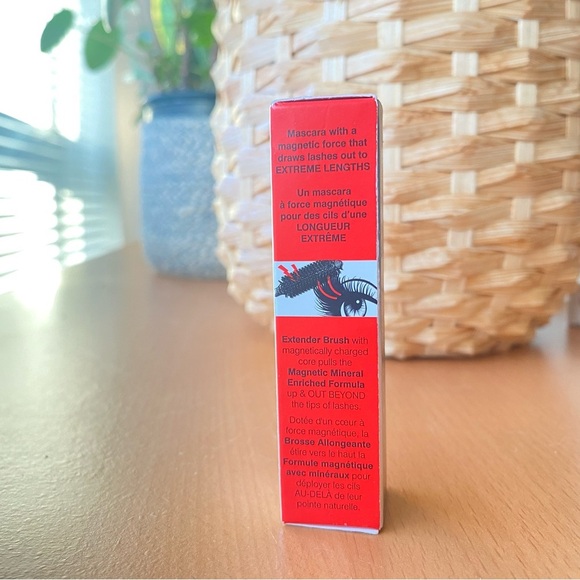 Mascara with a
magnetic force that
draws lashes out to
EXTREME LENGTHS
Un mascara
à force magnétique
pour des cils d'une
LONGUEUR
EXTRÊME
Extender Brush with
magnetically charged
core pulls the
Magnetic Mineral
Enriched Formula
up & OUT BEYOND
the tips of lashes.
Dotée d'un cœur à
force magnétique, la
Brosse Allongeante
étire vers le haut la
Formule magnétique
avec minéraux pour
déployer les cils
AU-DELÀ de leur
pointe naturelle.